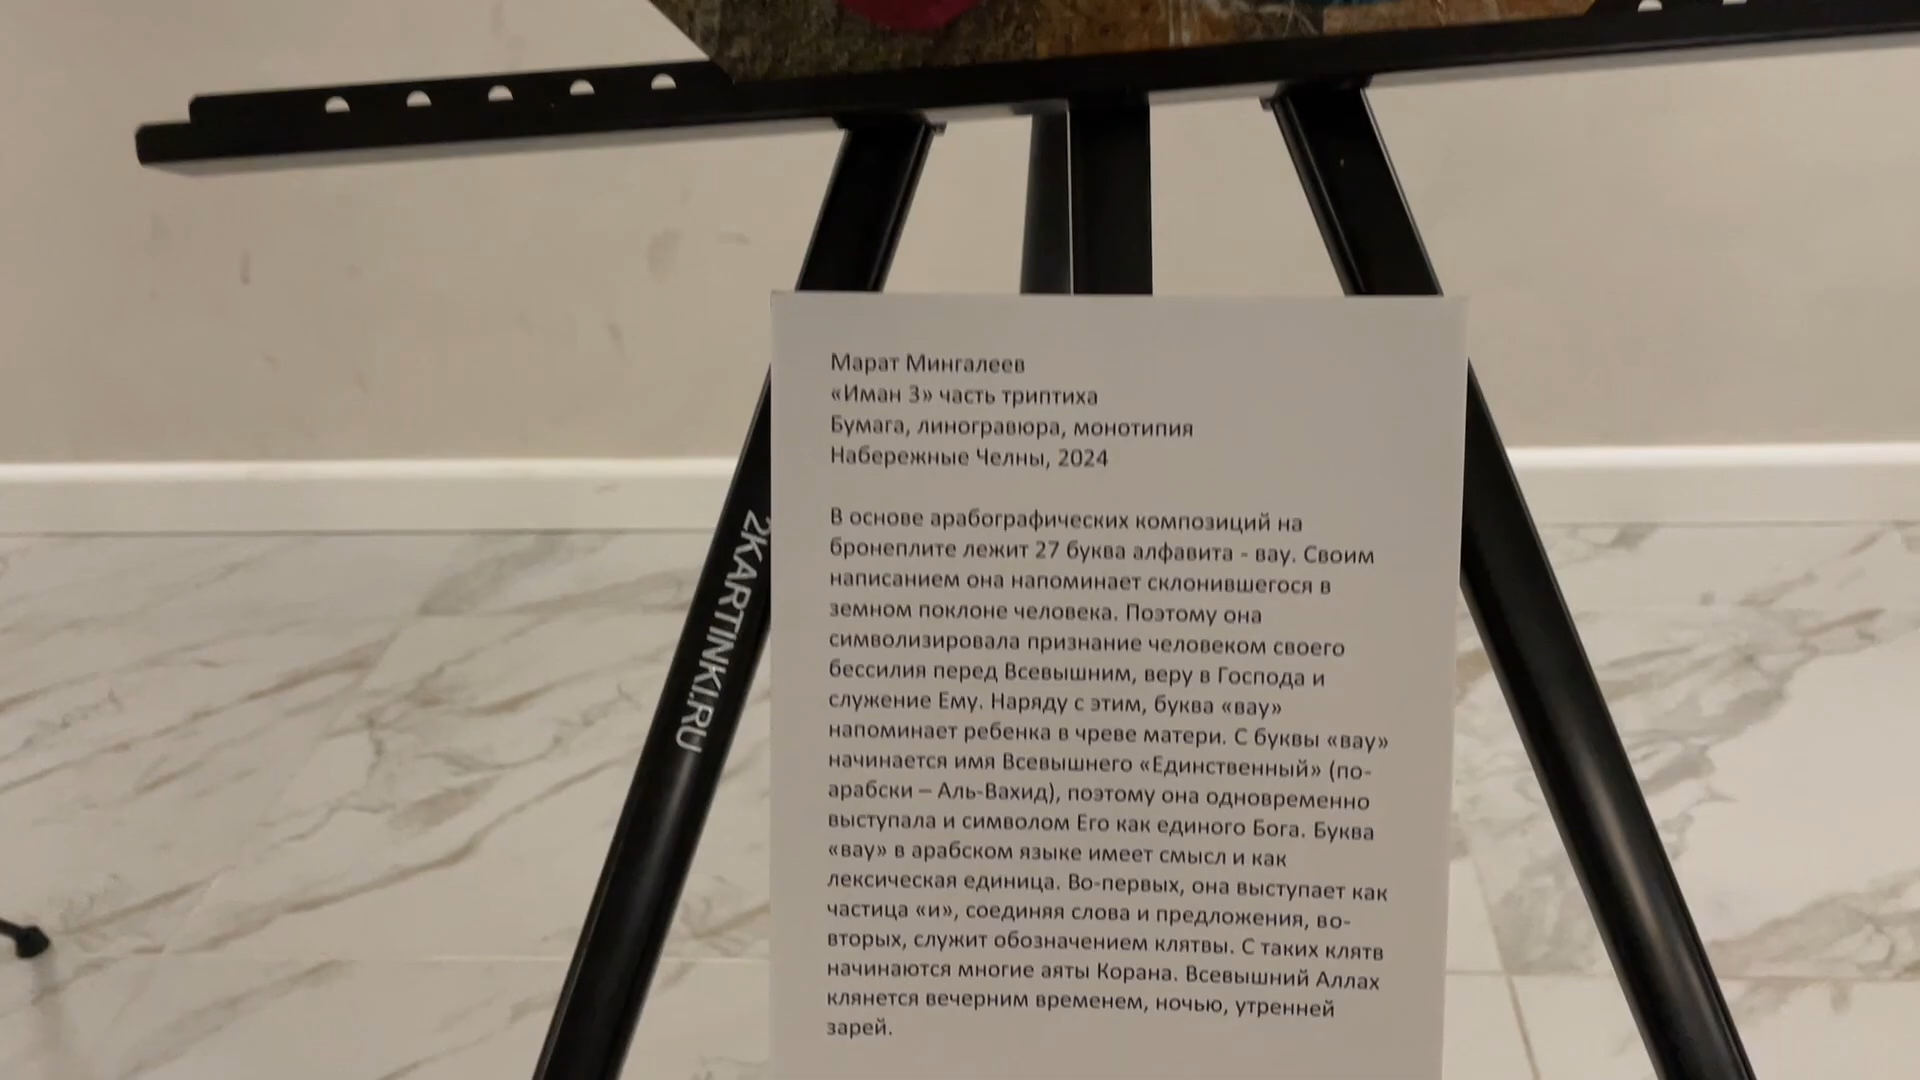 Марат Мингалеев
«Иман 3» часть триптиха
Бумага, линогравюра, монотипия
Набережные Челны, 2024
В основе арабографических композиций на
бронеплите лежит 27 буква алфавита - вау. Своим
написанием она напоминает склонившегося в
земном поклоне человека. Поэтому она
символизировала признание человеком своего
бессилия перед Всевышним, веру в Господа и
служение Ему. Наряду с этим, буква «вау»
напоминает ребенка в чреве матери. С буквы «вау»
начинается имя Всевышнего «Единственный» (по-
арабски – Аль-Вахид), поэтому она одновременно
выступала и символом Его как единого Бога. Буква
«вау» в арабском языке имеет смысл и как
лексическая единица. Во-первых, она выступает как
частица «и», соединяя слова и предложения, во-
вторых, служит обозначением клятвы. С таких клятв
начинаются многие аяты Корана. Всевышний Аллах
клянется вечерним временем, ночью, утренней
зарей.
2KARTINKI.RU